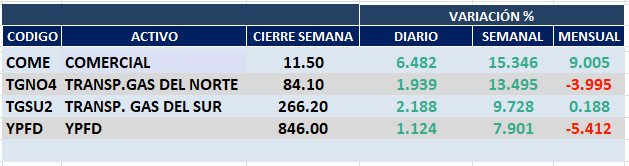 VARIACIÓN %
CODIGO ACTIVO CIERRE SEMANA DIARIO SEMANAL MENSUAL
COME COMERCIAL 11.50 6.482 15.346 9.005
TGNO4 TRANSP.GAS DEL NORTE 84.10 1.939 13.495 -3.995
TGSU2 TRANSP. GAS DEL SUR 266.20 2.188 9.728 0.188
YPFD YPFD 846.00 1.124 7.901 -5.412